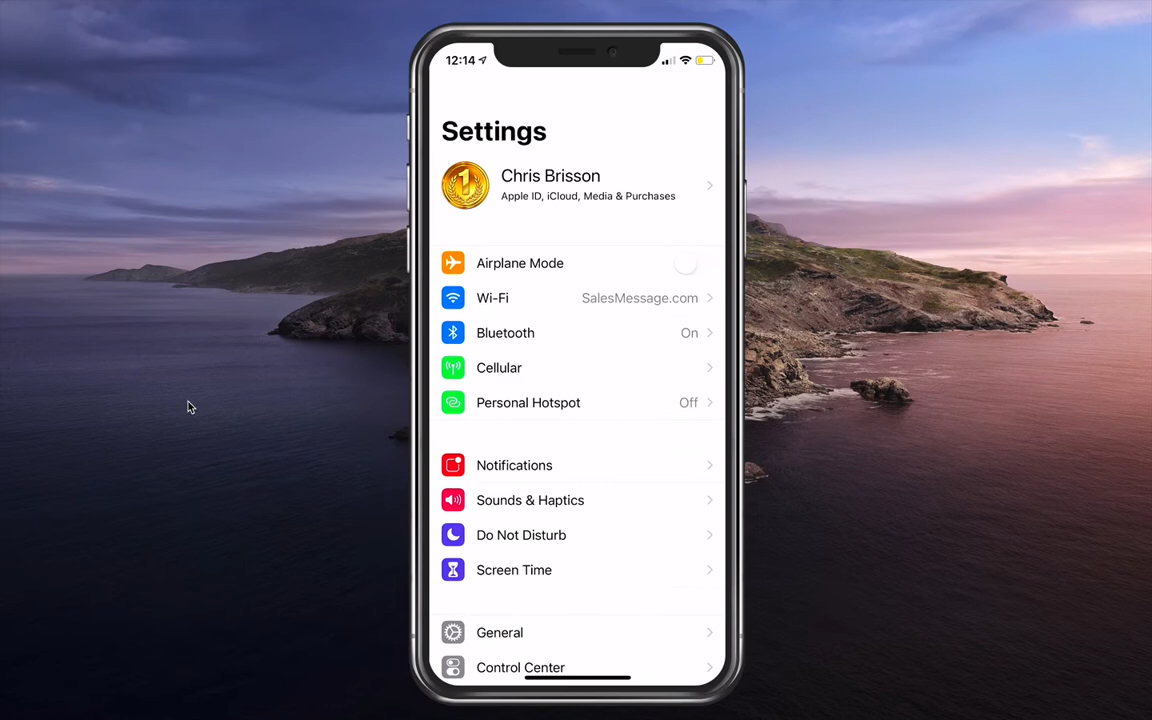 12:14
Settings
1
Chris Brisson
Apple ID, iCloud, Media & Purchases
Airplane Mode
Wi-Fi SalesMessage.com
Bluetooth On
Cellular
Personal Hotspot Off
Notifications
Sounds & Haptics
Do Not Disturb
Screen Time
General
Control Center